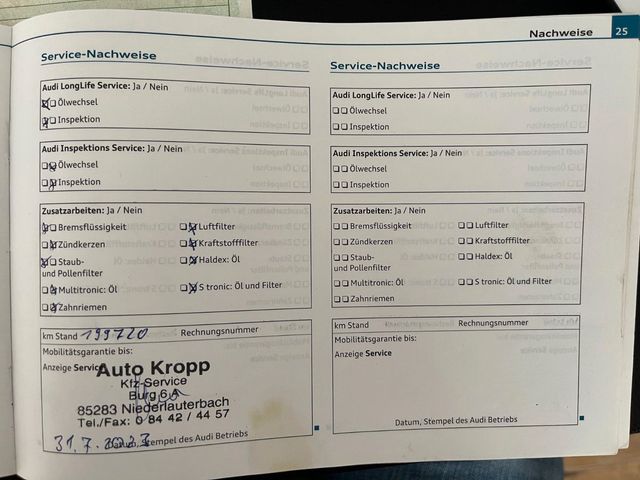 Nachweise 25
Service-Nachweise
Audi LongLife Service: Ja / Nein
Ölwechsel
Inspektion
Audi Inspektions Service: Ja / Nein
Ölwechsel
Inspektion
Zusatzarbeiten: Ja / Nein
Bremsflüssigkeit Luftfilter
Zündkerzen Kraftstofffilter
Staub- Haldex: Öl
und Pollenfilter
Multitronic: Öl S tronic: Öl und Filter
Zahnriemen
km Stand 199720 Rechnungsnummer
Mobilitätsgarantie bis:
Anzeige Service
Auto Kropp
Kfz-Service
Burg 6
85283 Niederlauterbach
Tel./Fax: 0 84 42 / 44 57
31.7.2023
Datum, Stempel des Audi Betriebs
Service-Nachweise
Audi LongLife Service: Ja / Nein
Ölwechsel
Inspektion
Audi Inspektions Service: Ja / Nein
Ölwechsel
Inspektion
Zusatzarbeiten: Ja / Nein
Bremsflüssigkeit Luftfilter
Zündkerzen Kraftstofffilter
Staub- Haldex: Öl
und Pollenfilter
Multitronic: Öl S tronic: Öl und Filter
Zahnriemen
km Stand Rechnungsnummer
Mobilitätsgarantie bis:
Anzeige Service
Datum, Stempel des Audi Betriebs